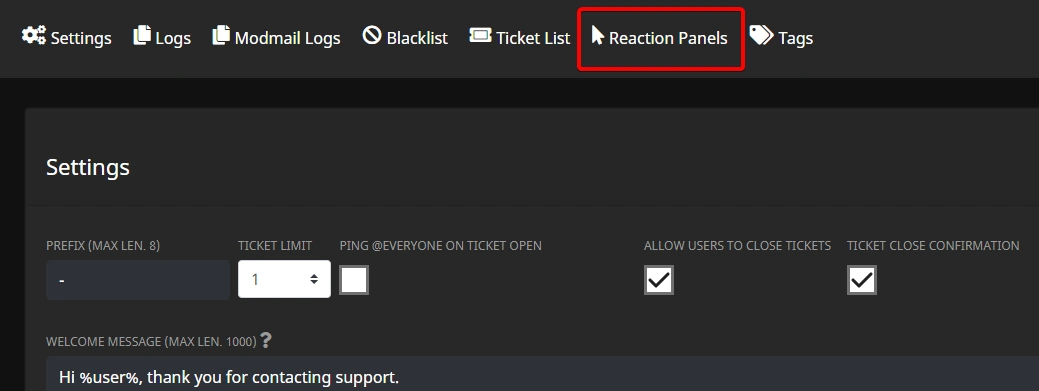 Settings Logs Modmail Logs Blacklist Ticket List Reaction Panels Tags
Settings
PREFIX (MAX LEN. 8) TICKET LIMIT PING @EVERYONE ON TICKET OPEN ALLOW USERS TO CLOSE TICKETS TICKET CLOSE CONFIRMATION
- 1
WELCOME MESSAGE (MAX LEN. 1000) ?
Hi %user%, thank you for contacting support.